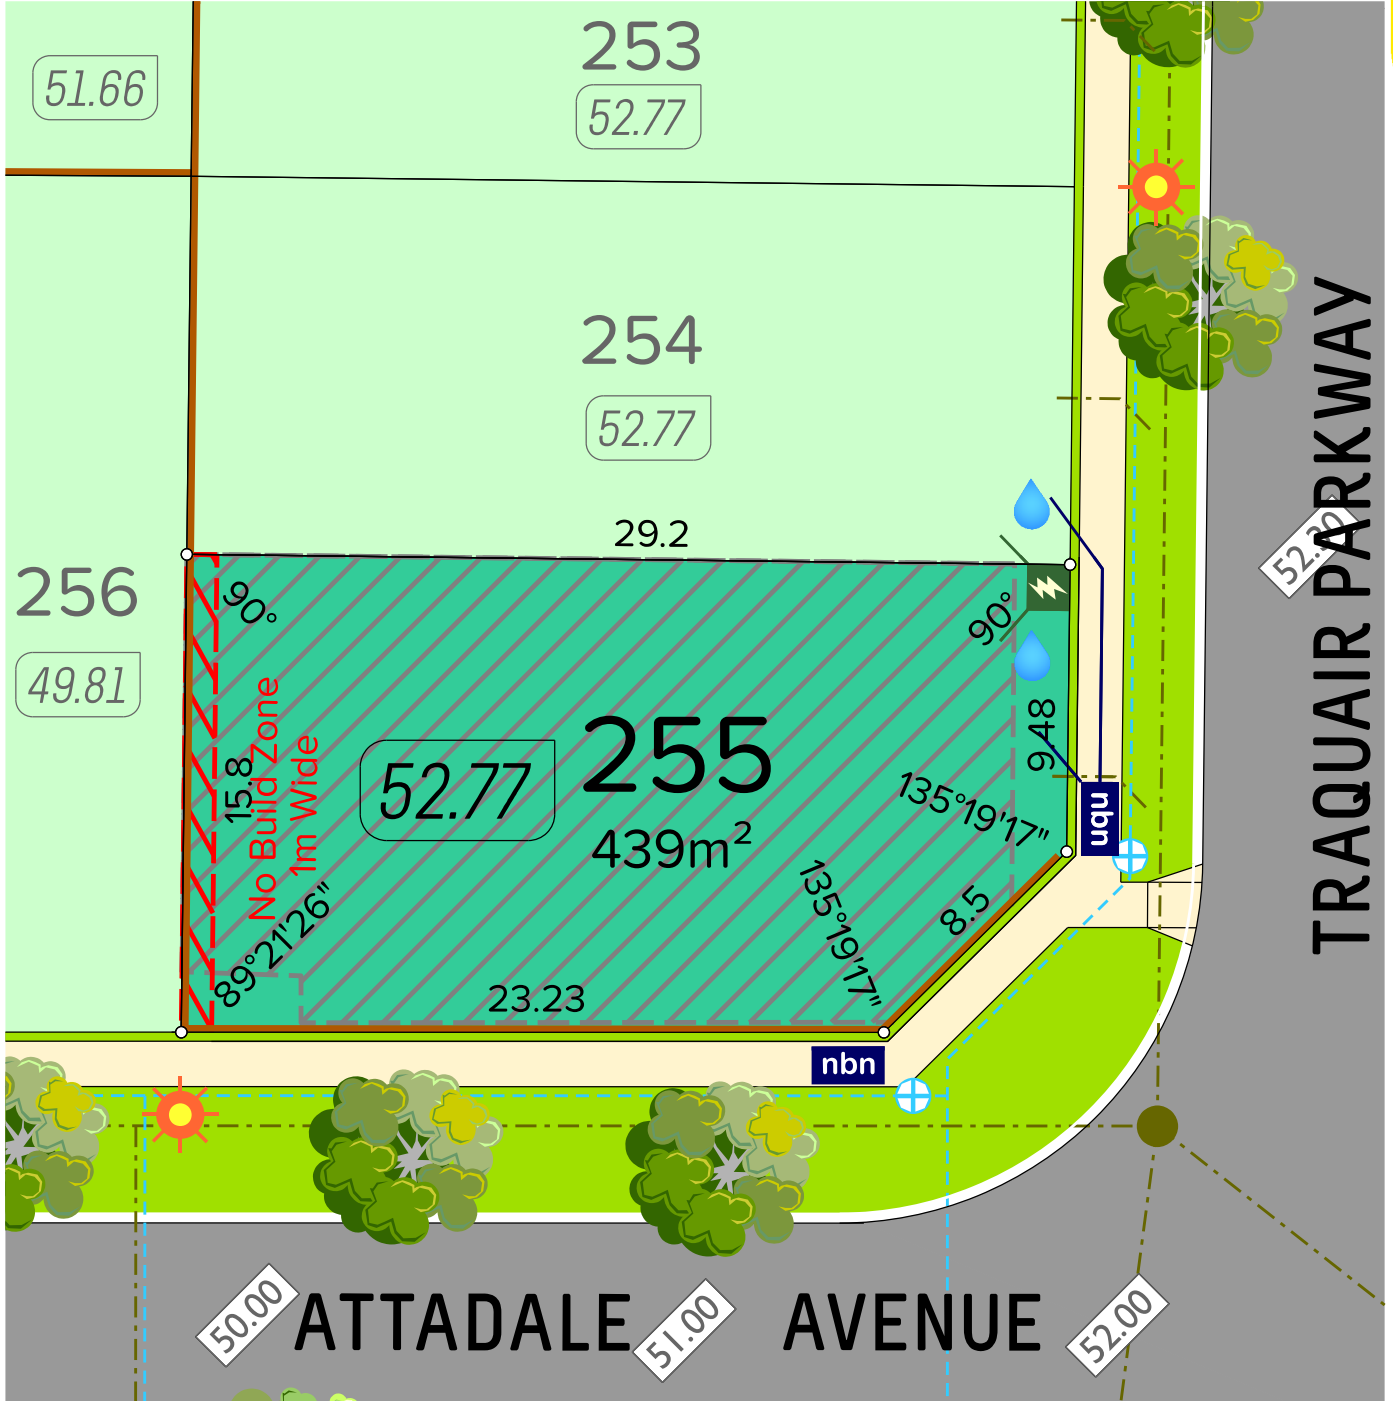 253
51.66
52.77
254
52.77
29.2
52.30
TRAQUAIR PARKWAY
256
49.81
90°
90°
No Build Zone
1m Wide
15.8
52.77
255
439m²
9.48
135°19'17"
135°19'17"
8.5
89°21'26"
23.23
nbn
nbn
50.00
ATTADALE
51.00
AVENUE
52.00